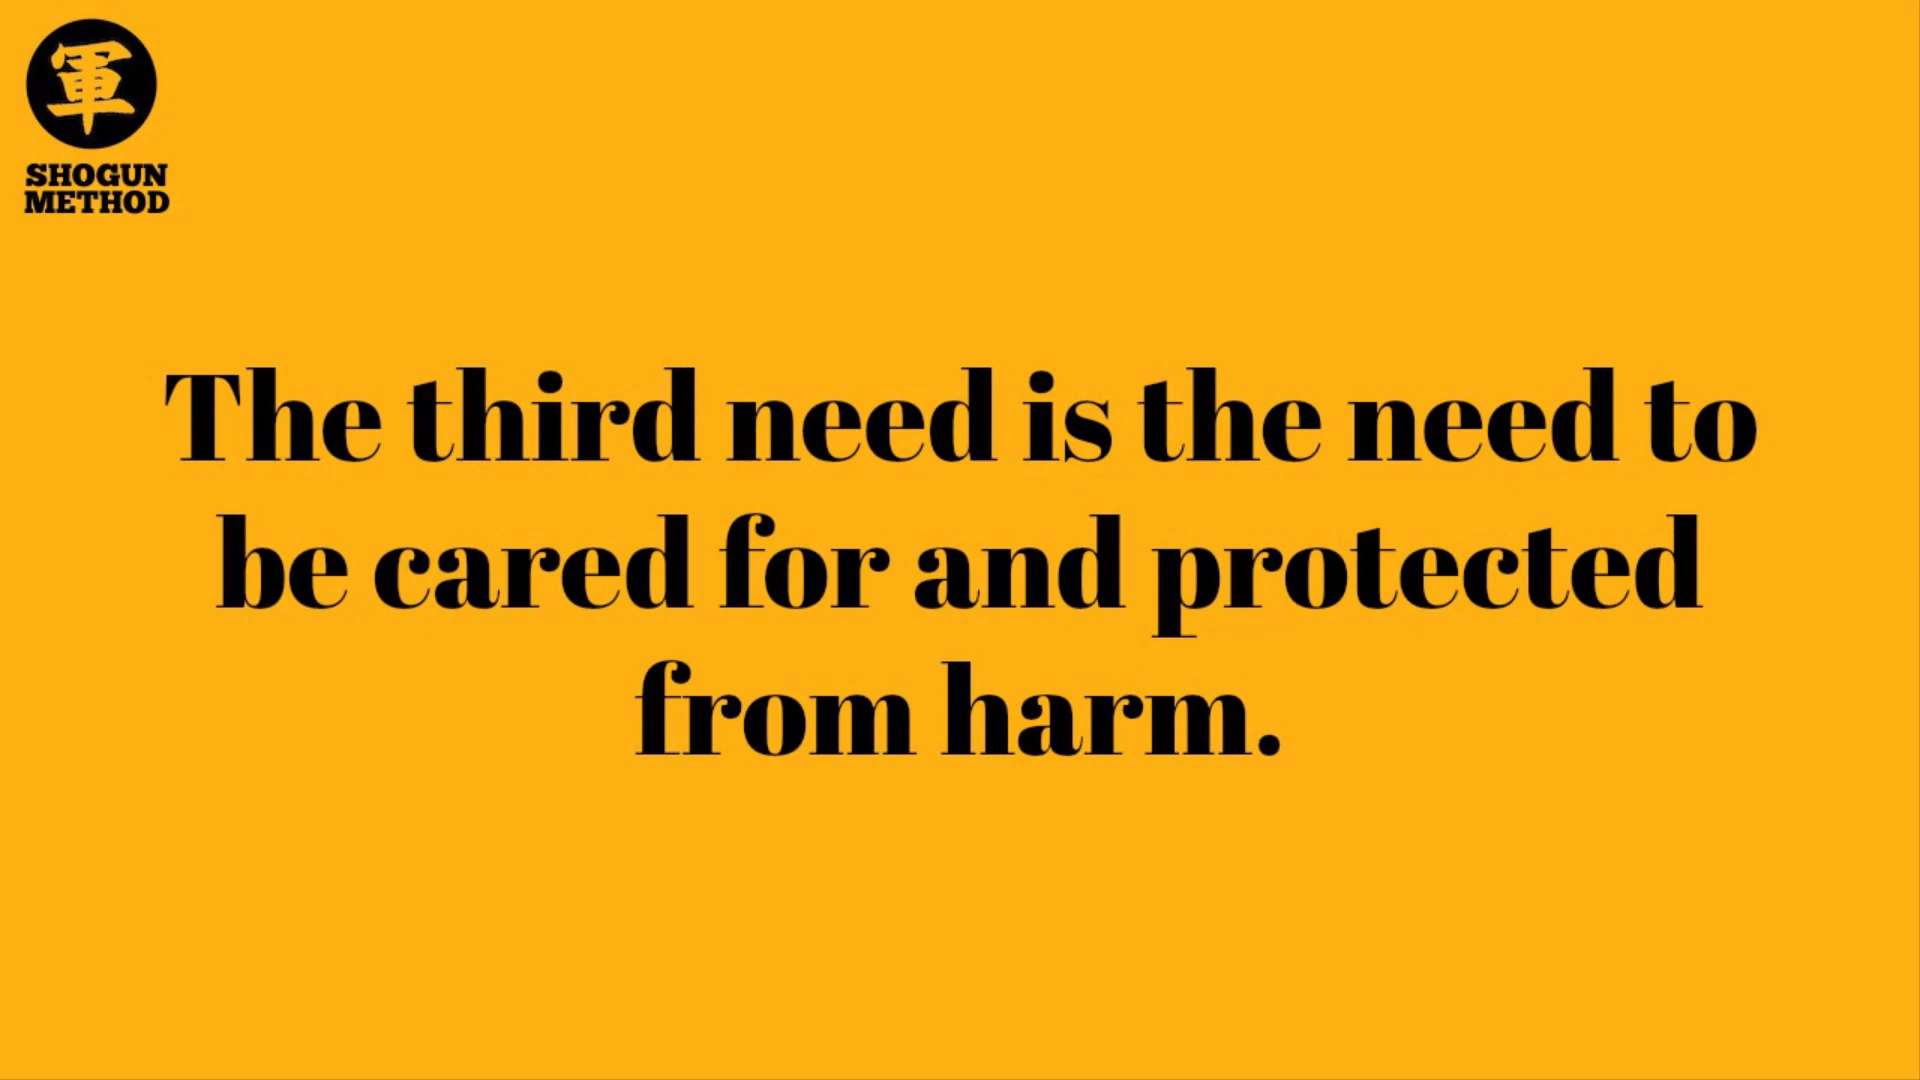 軍
SHOGUN
METHOD
The third need is the need to
be cared for and protected
from harm.